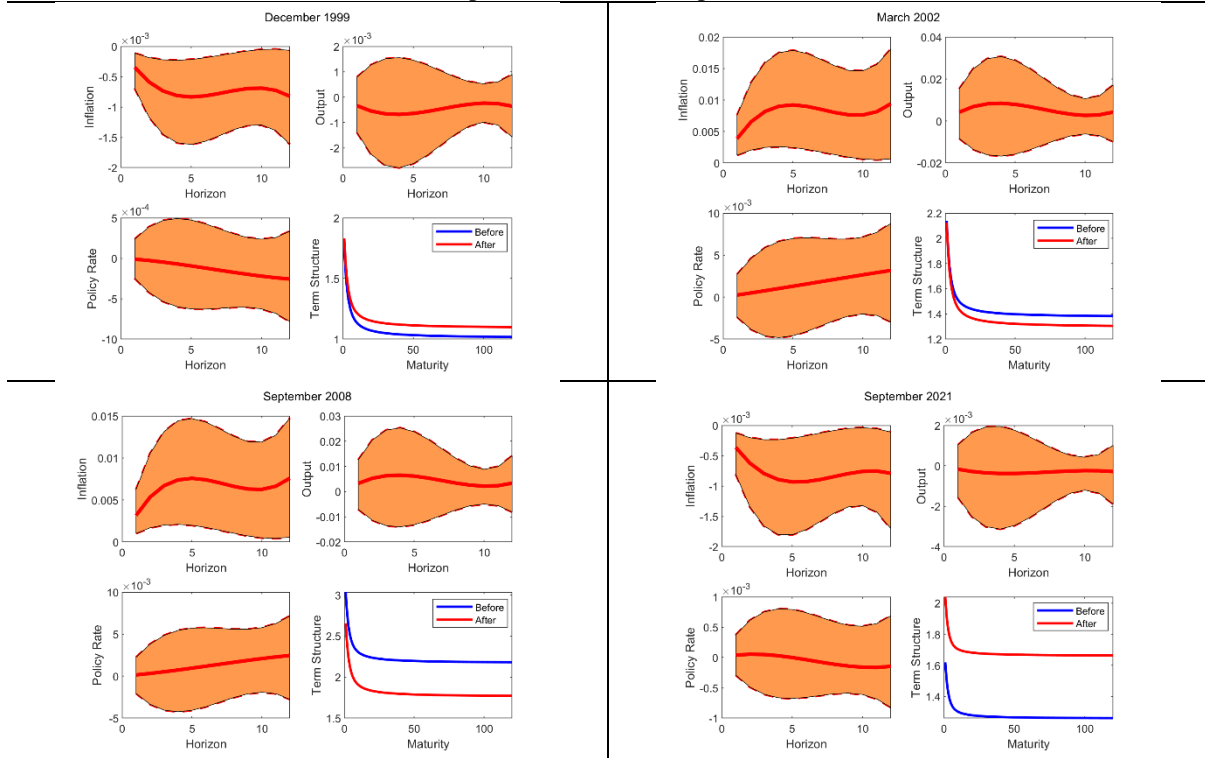 December 1999
0
×10⁻³
-0.5
-1
-1.5
-2
Inflation
0
5
10
Horizon
2
×10⁻³
1
0
-1
-2
Output
0
5
10
Horizon
5
×10⁻⁴
0
-5
-10
Policy Rate
0
5
10
Horizon
2
1.5
1
Term Structure
Before
After
0
50
100
Maturity
March 2002
0.02
0.015
0.01
0.005
0
Inflation
0
5
10
Horizon
0.04
0.02
0
-0.02
Output
0
5
10
Horizon
10
×10⁻³
5
0
-5
Policy Rate
0
5
10
Horizon
2.2
2
1.8
1.6
1.4
1.2
Term Structure
Before
After
0
50
100
Maturity
September 2008
0.015
0.01
0.005
0
Inflation
0
5
10
Horizon
0.03
0.02
0.01
0
-0.01
-0.02
Output
0
5
10
Horizon
10
×10⁻³
5
0
-5
Policy Rate
0
5
10
Horizon
3
2.5
2
1.5
Term Structure
Before
After
0
50
100
Maturity
September 2021
0
×10⁻³
-0.5
-1
-1.5
-2
Inflation
0
5
10
Horizon
2
×10⁻³
0
-2
-4
Output
0
5
10
Horizon
1
×10⁻³
0.5
0
-0.5
-1
Policy Rate
0
5
10
Horizon
2
1.8
1.6
1.4
Term Structure
Before
After
0
50
100
Maturity